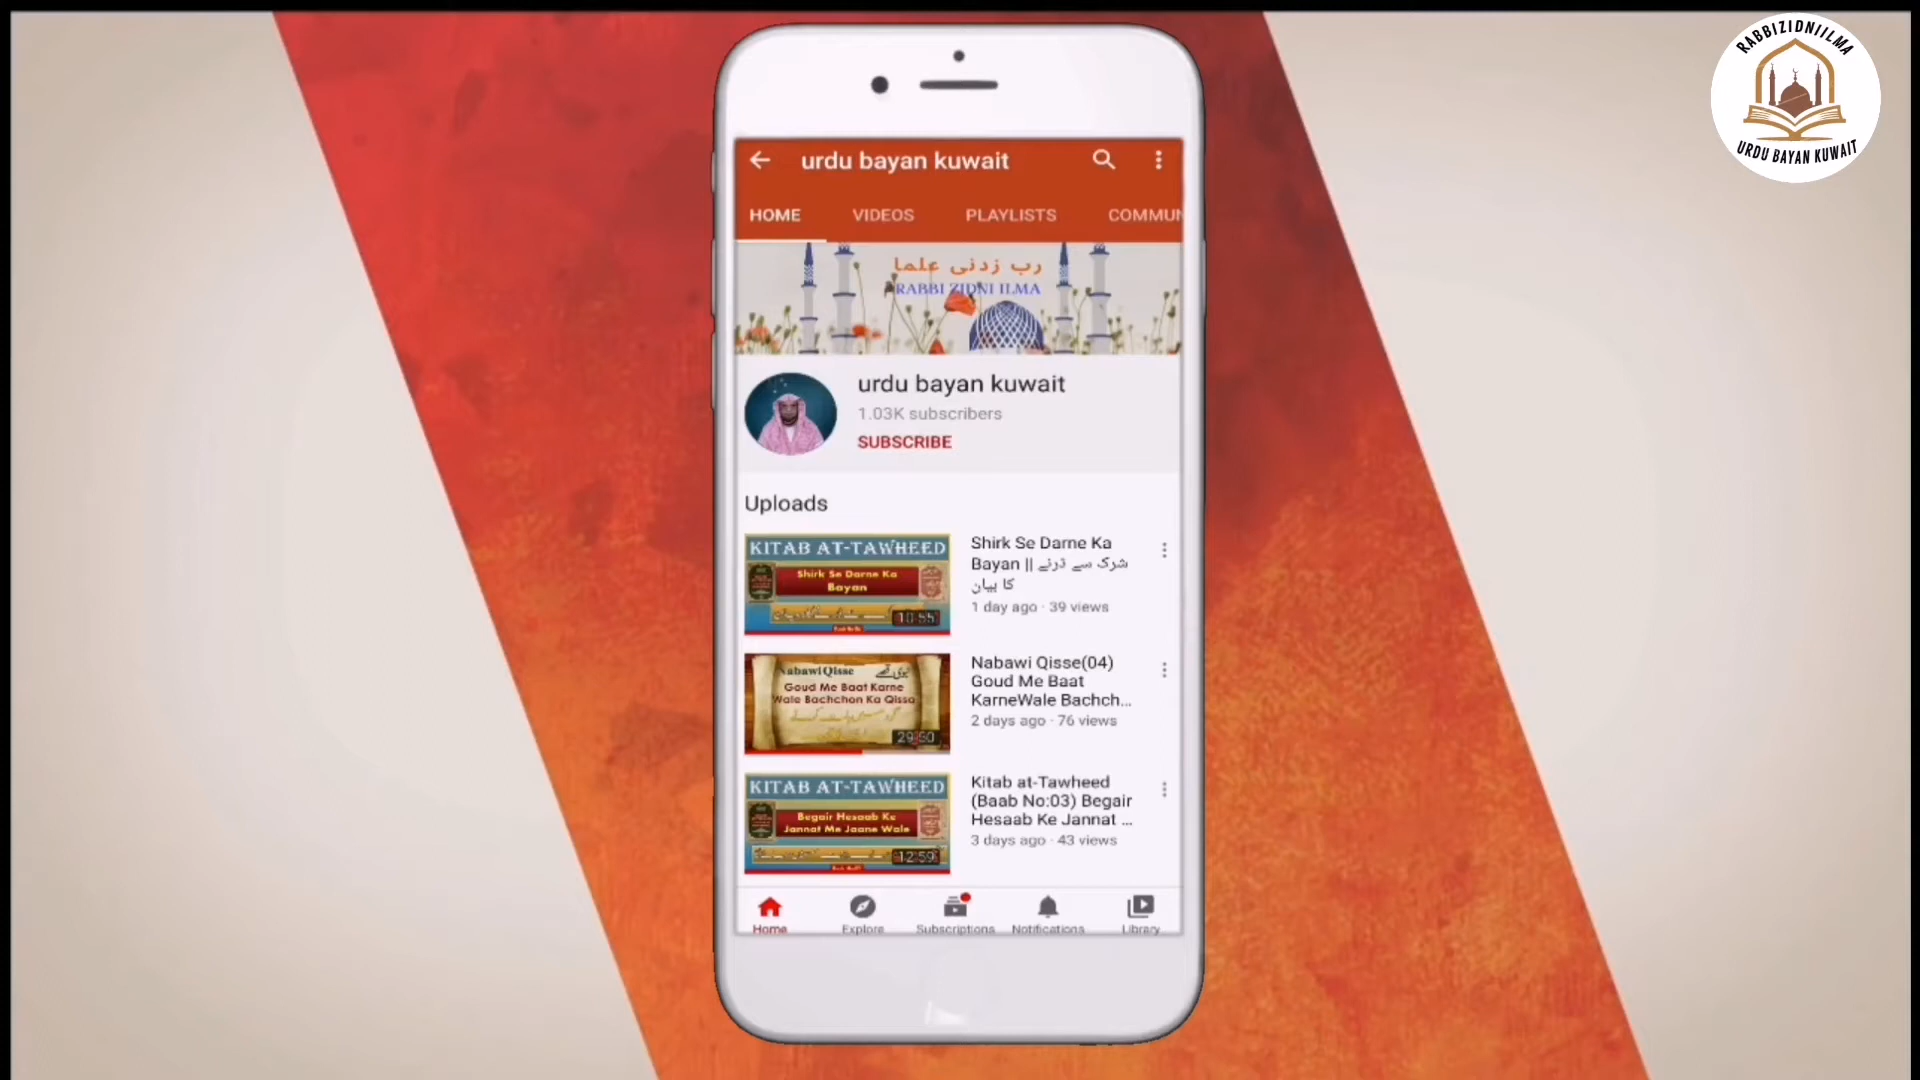 RABBIZIDNIILMA
URDU BAYAN KUWAIT
urdu bayan kuwait
HOME VIDEOS PLAYLISTS COMMUN
رب زدنی علما
RABBI ZIDNI ILMA
urdu bayan kuwait
1.03K subscribers
SUBSCRIBE
Uploads
KITAB AT-TAWHEED
Shirk Se Darne Ka
Bayan
10:55
Shirk Se Darne Ka
Bayan || شرک سے ڈرنے
کا بیان
1 day ago · 39 views
Nabawi Qisse
Goud Me Baat Karne
Wale Bachchon Ka Qissa
29:50
Nabawi Qisse(04)
Goud Me Baat
KarneWale Bachch...
2 days ago · 76 views
KITAB AT-TAWHEED
Begair Hesaab Ke
Jannat Me Jaane Wale
12:59
Kitab at-Tawheed
(Baab No:03) Begair
Hesaab Ke Jannat ...
3 days ago · 43 views
Home Explore Subscriptions Notifications Library